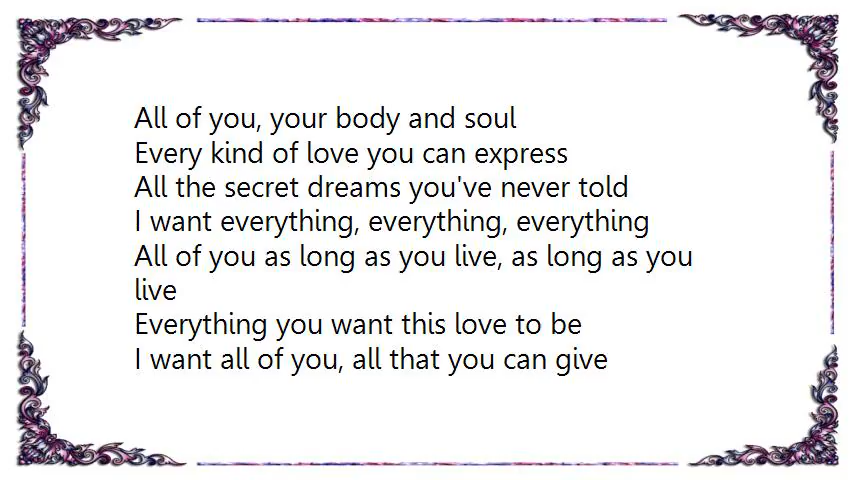 All of you, your body and soul
Every kind of love you can express
All the secret dreams you've never told
I want everything, everything, everything
All of you as long as you live, as long as you
live
Everything you want this love to be
I want all of you, all that you can give